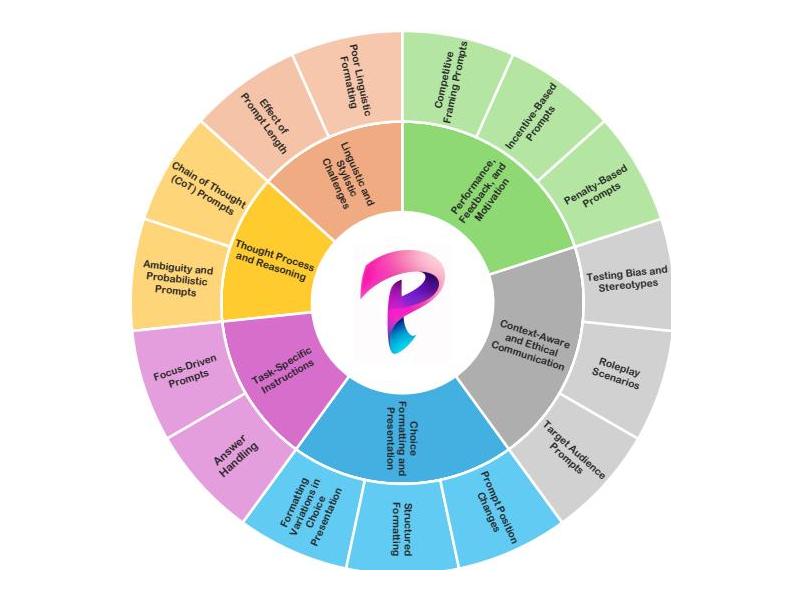 Poor Linguistic
Formatting
Competitive
Framing Prompts
Incentive-Based
Prompts
Penalty-Based
Prompts
Testing Bias and
Stereotypes
Roleplay
Scenarios
Target Audience
Prompts
Prompt Position
Changes
Structured
Formatting
Formatting
Variations in
Choice
Presentation
Answer
Handling
Focus-Driven
Prompts
Ambiguity and
Probabilistic
Prompts
Chain of Thought
(CoT) Prompts
Effect of
Prompt Length
Linguistic and
Stylistic
Challenges
Performance,
Feedback, and
Motivation
Context-Aware
and Ethical
Communication
Choice
Formatting and
Presentation
Task-Specific
Instructions
Thought Process
and Reasoning
P